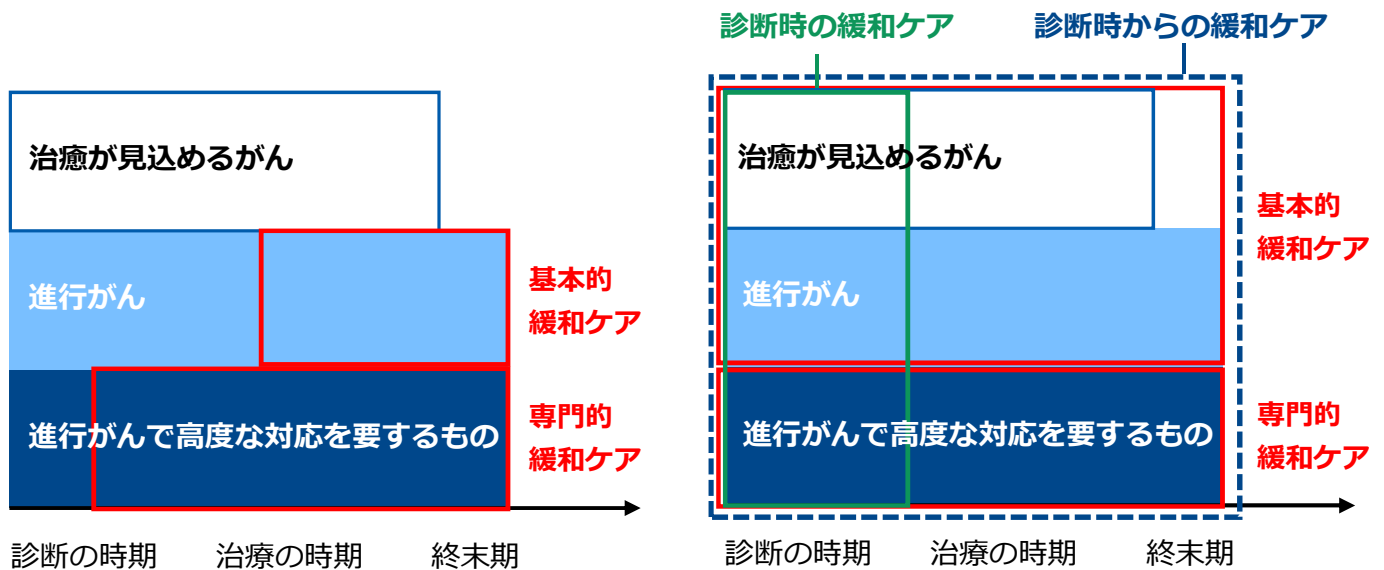 治癒が見込めるがん
進行がん
基本的
緩和ケア
進行がんで高度な対応を要するもの
専門的
緩和ケア
診断の時期
治療の時期
終末期
診断時の緩和ケア
診断時からの緩和ケア
治癒が見込めるがん
基本的
緩和ケア
進行がん
進行がんで高度な対応を要するもの
専門的
緩和ケア
診断の時期
治療の時期
終末期